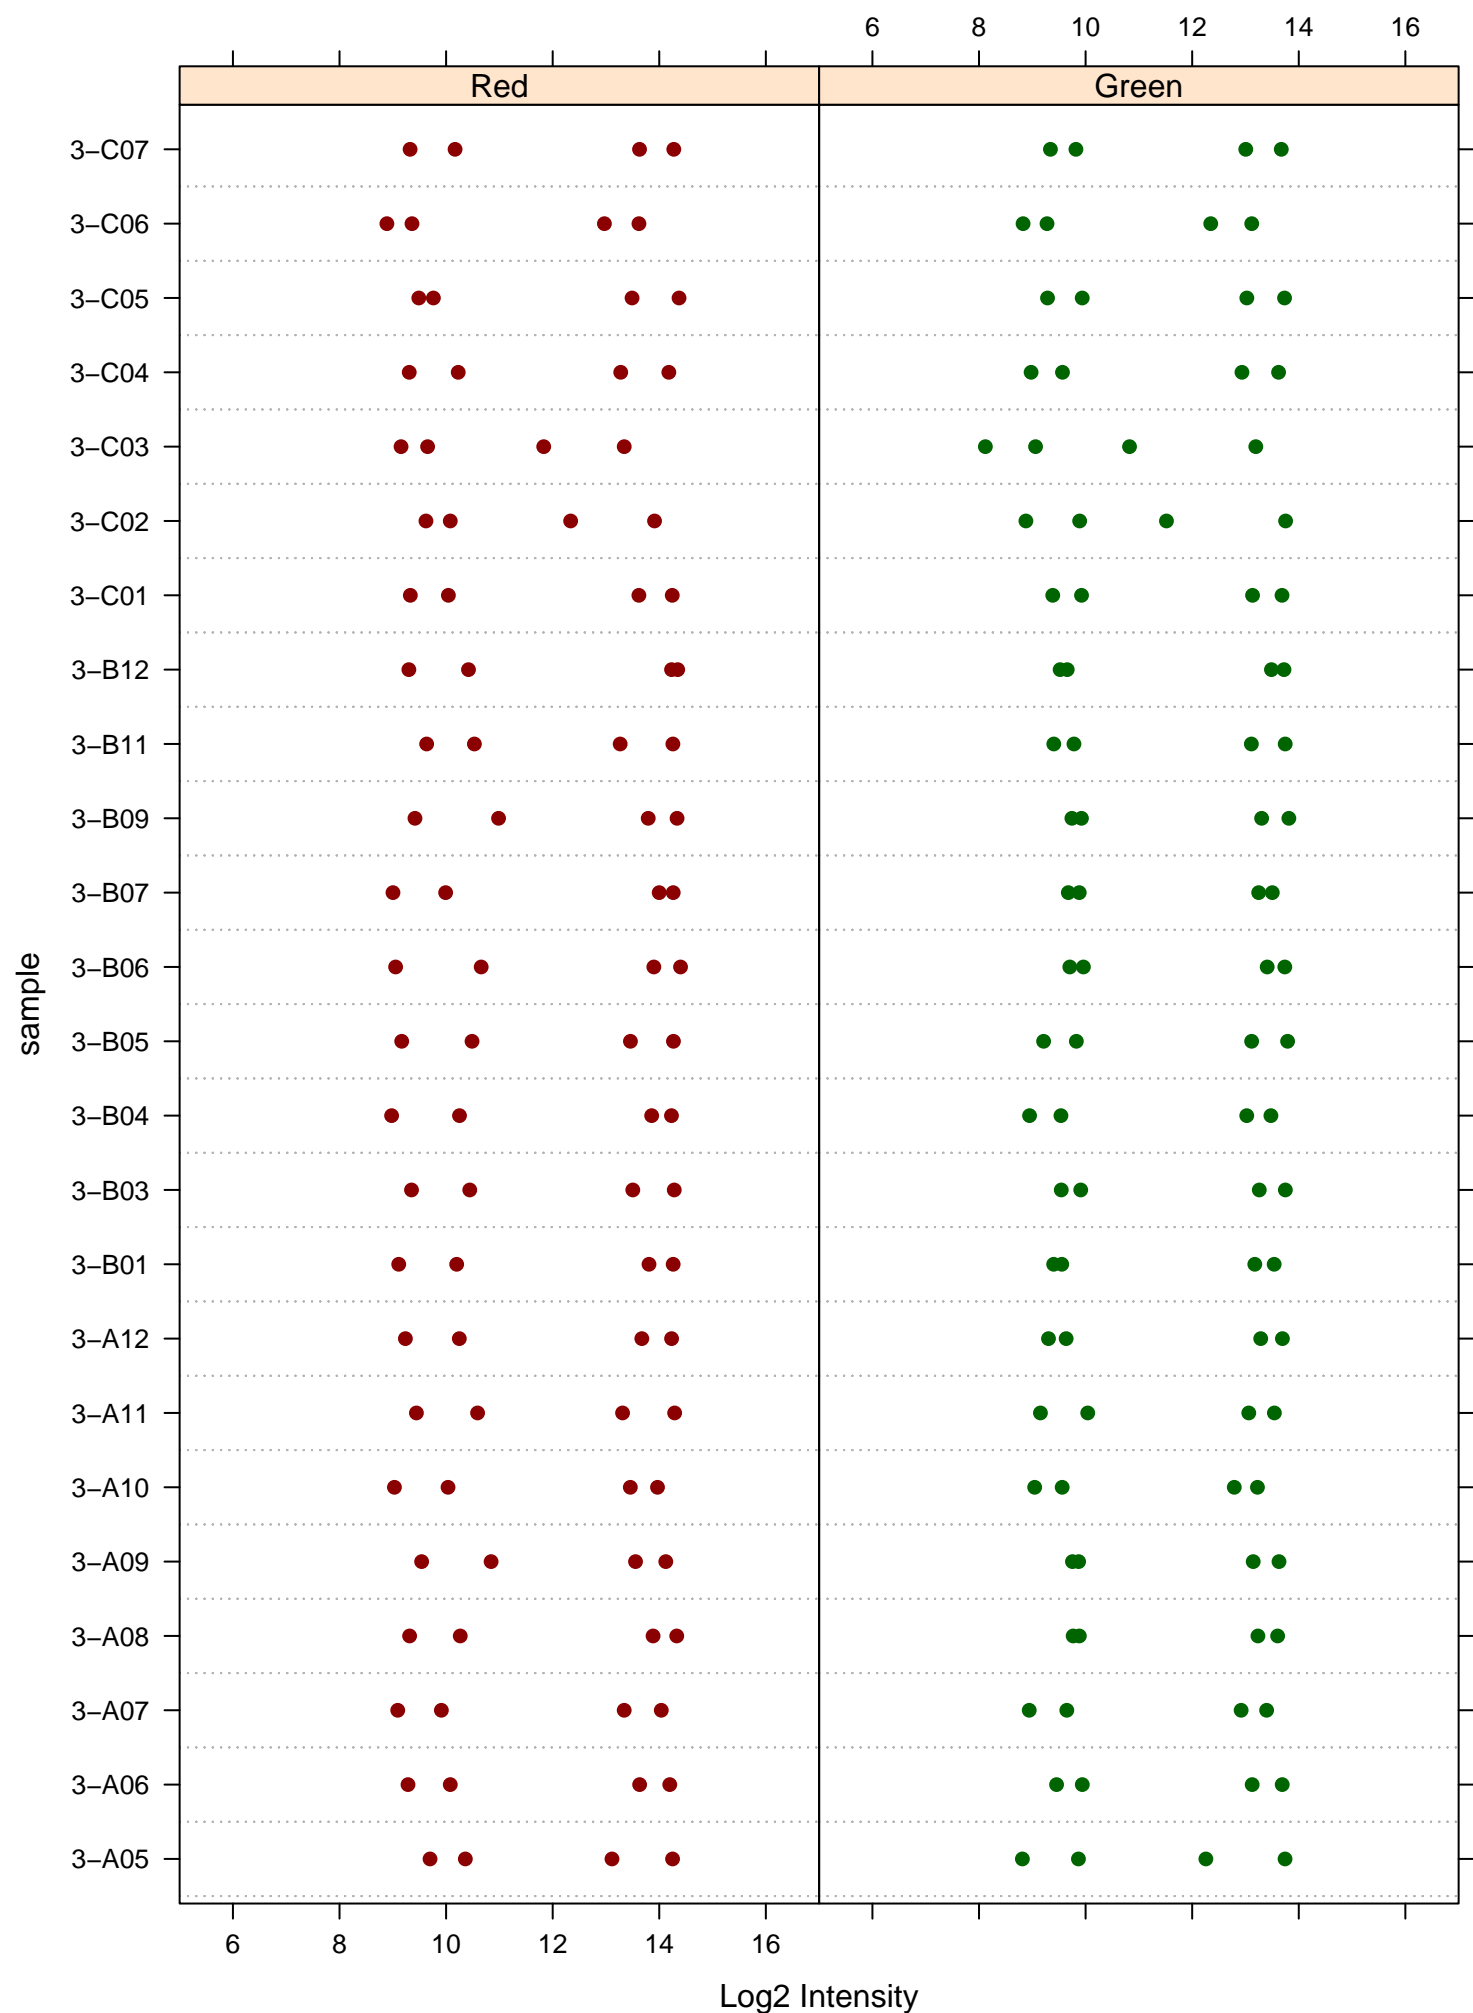 6 8 10 12 14 16
Red Green
3−C07
3−C06
3−C05
3−C04
3−C03
3−C02
3−C01
3−B12
3−B11
3−B09
3−B07
3−B06
3−B05
3−B04
3−B03
3−B01
3−A12
3−A11
3−A10
3−A09
3−A08
3−A07
3−A06
3−A05
sample
6 8 10 12 14 16
Log2 Intensity